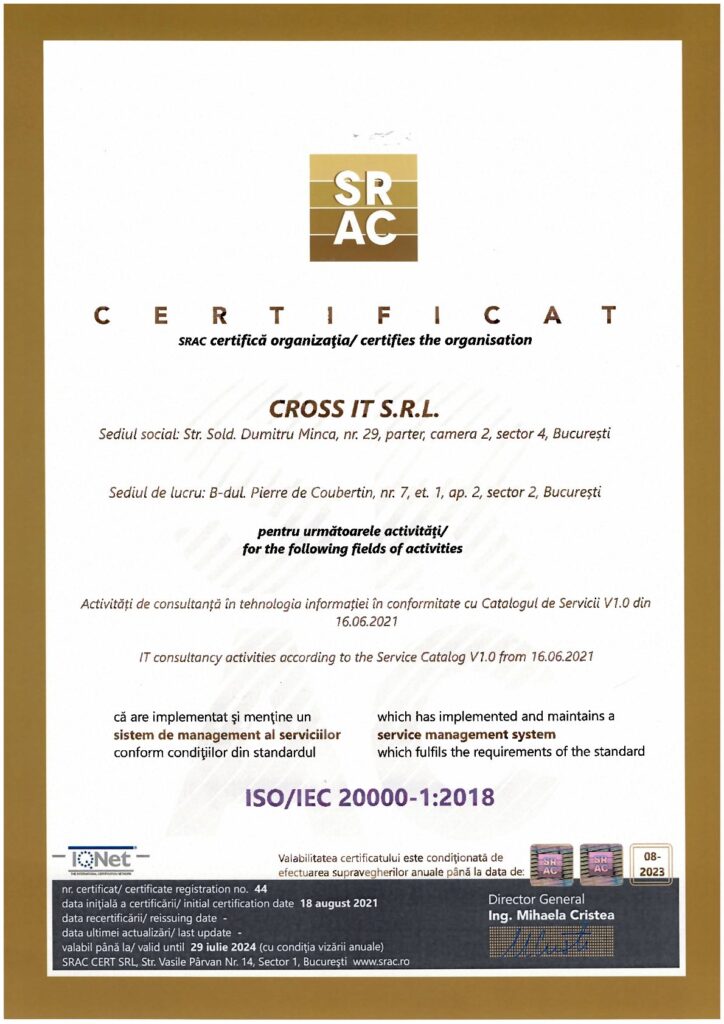 SR
AC
CERTIFICAT
SRAC certifică organizaţia/ certifies the organisation
CROSS IT S.R.L.
Sediul social: Str. Sold. Dumitru Minca, nr. 29, parter, camera 2, sector 4, București
Sediul de lucru: B-dul. Pierre de Coubertin, nr. 7, et. 1, ap. 2, sector 2, București
pentru următoarele activităţi/
for the following fields of activities
Activități de consultanță în tehnologia informației în conformitate cu Catalogul de Servicii V1.0 din
16.06.2021
IT consultancy activities according to the Service Catalog V1.0 from 16.06.2021
că are implementat şi menţine un
sistem de management al serviciilor
conform condiţiilor din standardul
which has implemented and maintains a
service management system
which fulfils the requirements of the standard
ISO/IEC 20000-1:2018
IQNet
THE INTERNATIONAL CERTIFICATION NETWORK
Valabilitatea certificatului este condiţionată de
efectuarea supravegherilor anuale până la data de:
SR
AC
SR
AC
08-
2023
nr. certificat/ certificate registration no. 44
data iniţială a certificării/ initial certification date 18 august 2021
data recertificării/ reissuing date -
data ultimei actualizări/ last update -
valabil până la/ valid until 29 iulie 2024 (cu condiţia vizării anuale)
SRAC CERT SRL, Str. Vasile Pârvan Nr. 14, Sector 1, Bucureşti www.srac.ro
Director General
Ing. Mihaela Cristea